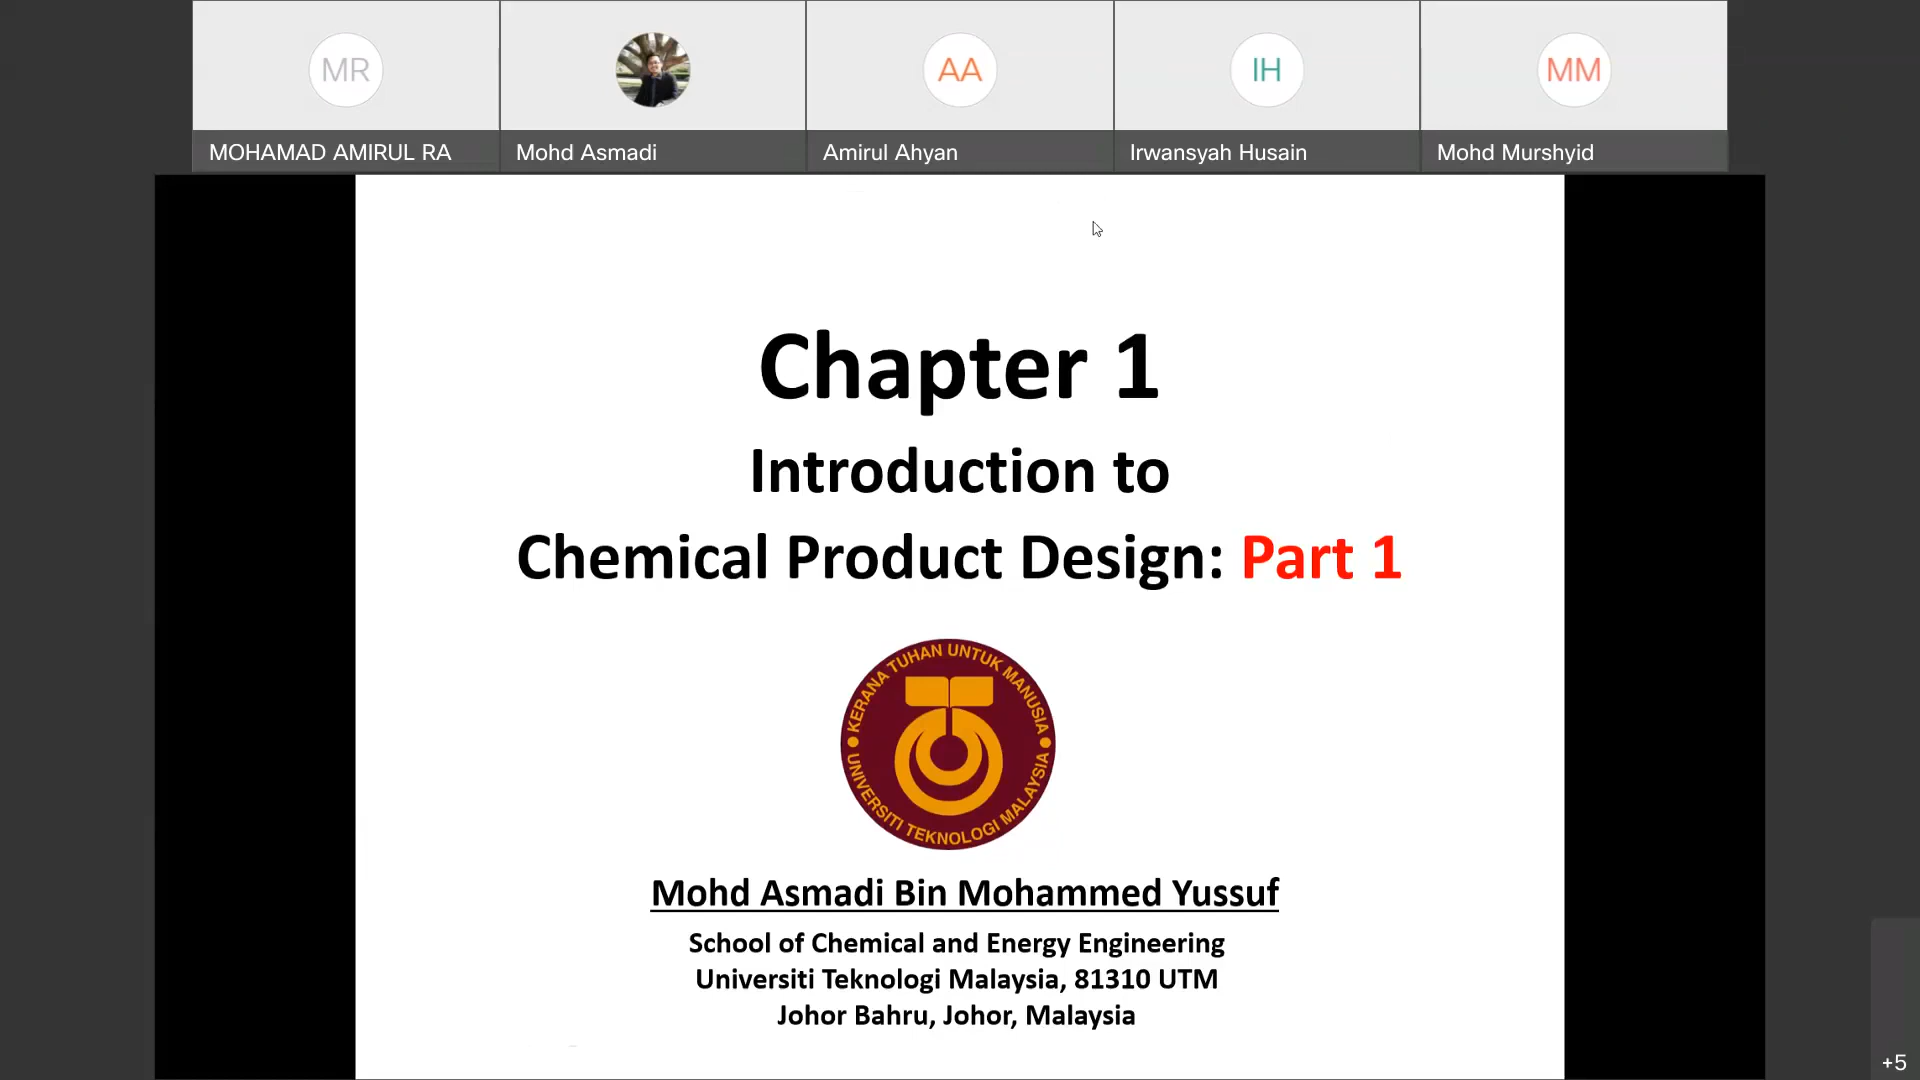 MR
AA
IH
MM
MOHAMAD AMIRUL RA
Mohd Asmadi
Amirul Ahyan
Irwansyah Husain
Mohd Murshyid
Chapter 1
Introduction to
Chemical Product Design: Part 1
KERANA TUHAN UNTUK MANUSIA
UNIVERSITI TEKNOLOGI MALAYSIA
Mohd Asmadi Bin Mohammed Yussuf
School of Chemical and Energy Engineering
Universiti Teknologi Malaysia, 81310 UTM
Johor Bahru, Johor, Malaysia
+5